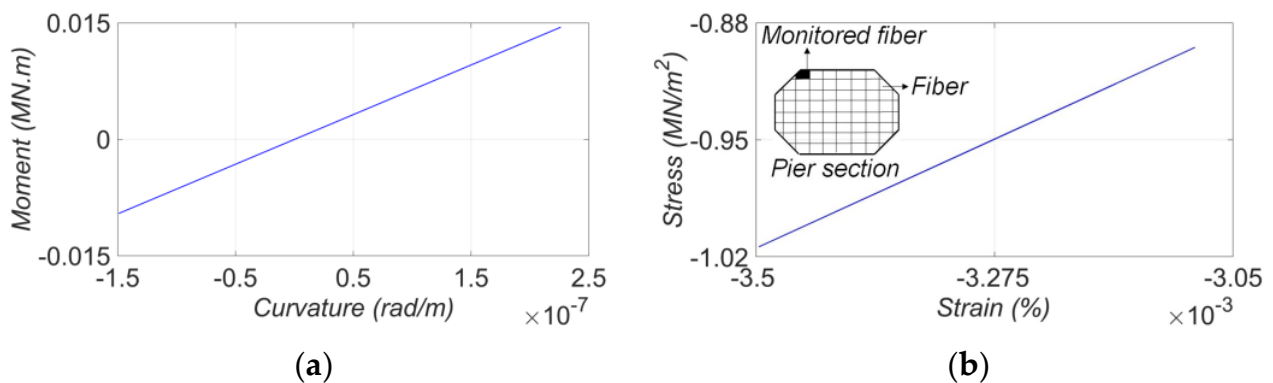 0.015
0
-0.015
Moment (MN.m)
-1.5
-0.5
0.5
1.5
2.5
Curvature (rad/m)
×10⁻⁷
(a)
-0.88
-0.95
-1.02
Stress (MN/m²)
Monitored fiber
Fiber
Pier section
-3.5
-3.275
-3.05
Strain (%)
×10⁻³
(b)